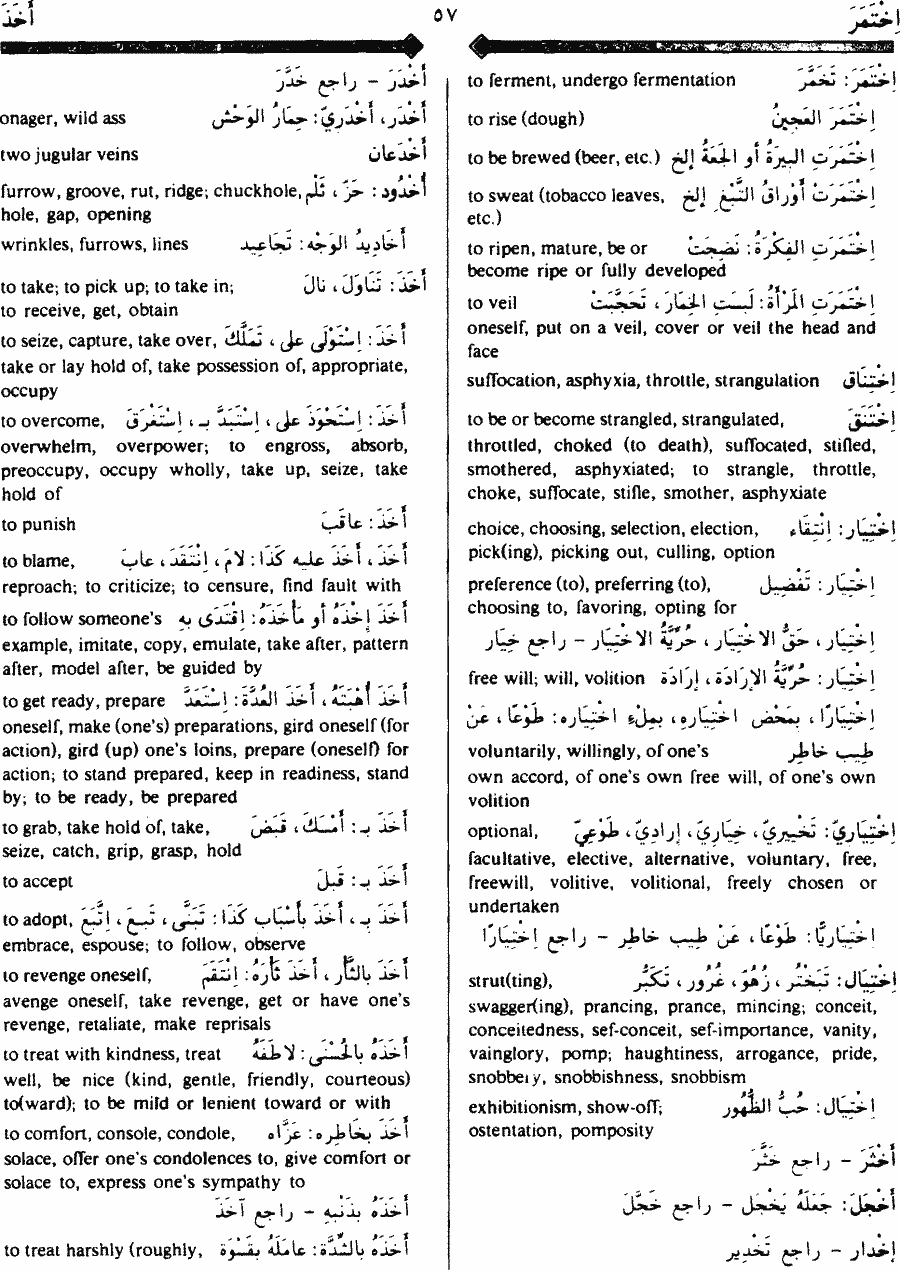 اِخْتَمَرَ ٥٧ أَخَذَ
اِخْتَمَرَ: تَخَمَّرَ to ferment, undergo fermentation
اِخْتَمَرَ العَجِينُ to rise (dough)
اِخْتَمَرَتِ البِيرَةُ أو الجِعَةُ إلخ to be brewed (beer, etc.)
اِخْتَمَرَتْ أَوْرَاقُ التَّبْغِ إلخ to sweat (tobacco leaves,
etc.)
اِخْتَمَرَتِ الفِكْرَةُ: نَضِجَتْ to ripen, mature, be or
become ripe or fully developed
اِخْتَمَرَتِ المَرْأَةُ: لَبِسَتِ الخِمَارَ، تَحَجَّبَتْ to veil
oneself, put on a veil, cover or veil the head and
face
اِخْتِنَاق suffocation, asphyxia, throttle, strangulation
اِخْتَنَقَ to be or become strangled, strangulated,
throttled, choked (to death), suffocated, stifled,
smothered, asphyxiated; to strangle, throttle,
choke, suffocate, stifle, smother, asphyxiate
اِخْتِيَار: اِنْتِقَاء choice, choosing, selection, election,
pick(ing), picking out, culling, option
اِخْتِيَار: تَفْضِيل preference (to), preferring (to),
choosing to, favoring, opting for
اِخْتِيَار، حَقُّ الاخْتِيَار، حُرِّيَّةُ الاخْتِيَار - راجع خِيَار
اِخْتِيَار: حُرِّيَّةُ الإرَادَة، إرَادَة free will; will, volition
اِخْتِيَارًا، بِمَحْضِ اخْتِيَارِهِ، بِمِلْءِ اخْتِيَارِه: طَوْعًا، عَنْ
طِيبِ خاطِر voluntarily, willingly, of one's
own accord, of one's own free will, of one's own
volition
اِخْتِيَارِيّ: تَخْيِيرِيّ، خِيَارِيّ، إرادِيّ، طَوْعِيّ optional,
facultative, elective, alternative, voluntary, free,
freewill, volitive, volitional, freely chosen or
undertaken
اِخْتِيَارِيًّا: طَوْعًا، عَنْ طِيبِ خاطِر - راجع اِخْتِيَارًا
اِخْتِيَال: تَبَخْتُر، زُهُوّ، غُرُور، تَكَبُّر strut(ting),
swagger(ing), prancing, prance, mincing; conceit,
conceitedness, sef-conceit, sef-importance, vanity,
vainglory, pomp; haughtiness, arrogance, pride,
snobbery, snobbishness, snobbism
اِخْتِيَال: حُبُّ الظُّهُور exhibitionism, show-off;
ostentation, pomposity
أَخْثَرَ - راجع خَثَّرَ
أَخْجَلَ: جَعَلَهُ يَخْجَل - راجع خَجَّلَ
إخْدار - راجع تَخْدِير
أَخْدَرَ - راجع خَدَّرَ
أَخْدَر، أَخْدَرِيّ: حِمَارُ الوَحْش onager, wild ass
أَخْدَعَان two jugular veins
أُخْدُود: حَزّ، ثَلْم furrow, groove, rut, ridge; chuckhole,
hole, gap, opening
أَخَادِيدُ الوَجْه: تَجَاعِيد wrinkles, furrows, lines
أَخَذَ: تَنَاوَلَ، نالَ to take; to pick up; to take in;
to receive, get, obtain
أَخَذَ: اِسْتَوْلَى على، تَمَلَّكَ to seize, capture, take over,
take or lay hold of, take possession of, appropriate,
occupy
أَخَذَ: اِسْتَحْوَذَ على، اِسْتَبَدَّ بـ، اِسْتَغْرَقَ to overcome,
overwhelm, overpower; to engross, absorb,
preoccupy, occupy wholly, take up, seize, take
hold of
أَخَذَ: عاقَبَ to punish
أَخَذَ، أَخَذَ عليه كَذَا: لامَ، اِنْتَقَدَ، عابَ to blame,
reproach; to criticize; to censure, find fault with
أَخَذَ إِخْذَهُ أو مَأْخَذَهُ: اِقْتَدَى بِهِ to follow someone's
example, imitate, copy, emulate, take after, pattern
after, model after, be guided by
أَخَذَ أُهْبَتَهُ، أَخَذَ العُدَّةَ: اِسْتَعَدَّ to get ready, prepare
oneself, make (one's) preparations, gird oneself (for
action), gird (up) one's loins, prepare (oneself) for
action; to stand prepared, keep in readiness, stand
by; to be ready, be prepared
أَخَذَ بـ: أَمْسَكَ، قَبَضَ to grab, take hold of, take,
seize, catch, grip, grasp, hold
أَخَذَ بـ: قَبِلَ to accept
أَخَذَ بـ، أَخَذَ بِأَسْبَابِ كَذَا: تَبَنَّى، تَبِعَ، اِتَّبَعَ to adopt,
embrace, espouse; to follow, observe
أَخَذَ بِالثَّأْر، أَخَذَ ثَأْرَهُ: اِنْتَقَمَ to revenge oneself,
avenge oneself, take revenge, get or have one's
revenge, retaliate, make reprisals
أَخَذَهُ بِالحُسْنَى: لاطَفَهُ to treat with kindness, treat
well, be nice (kind, gentle, friendly, courteous)
to(ward); to be mild or lenient toward or with
أَخَذَ بِخاطِرِهِ: عَزَّاه to comfort, console, condole,
solace, offer one's condolences to, give comfort or
solace to, express one's sympathy to
أَخَذَهُ بِذَنْبِهِ - راجع آخَذَ
أَخَذَهُ بِالشِّدَّة: عامَلَهُ بِقَسْوَة to treat harshly (roughly,